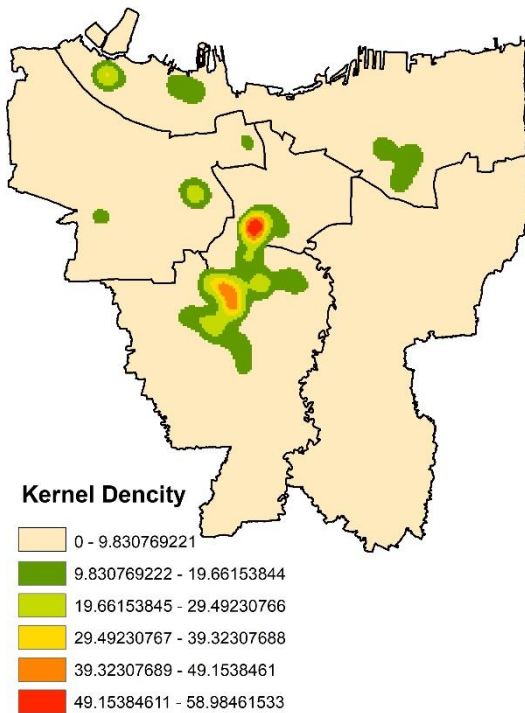 Kernel Dencity
0 - 9.830769221
9.830769222 - 19.66153844
19.66153845 - 29.49230766
29.49230767 - 39.32307688
39.32307689 - 49.1538461
49.15384611 - 58.98461533